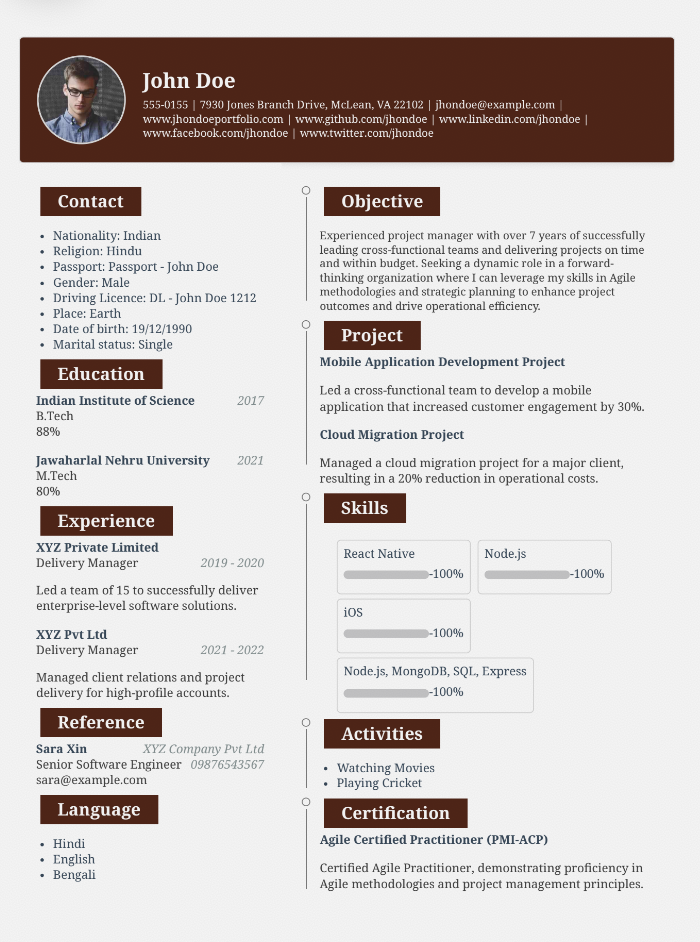 John Doe
555-0155 | 7930 Jones Branch Drive, McLean, VA 22102 | jhondoe@example.com |
www.jhondoeportfolio.com | www.github.com/jhondoe | www.linkedin.com/jhondoe |
www.facebook.com/jhondoe | www.twitter.com/jhondoe
Contact
• Nationality: Indian
• Religion: Hindu
• Passport: Passport - John Doe
• Gender: Male
• Driving Licence: DL - John Doe 1212
• Place: Earth
• Date of birth: 19/12/1990
• Marital status: Single
Education
Indian Institute of Science 2017
B.Tech
88%
Jawaharlal Nehru University 2021
M.Tech
80%
Experience
XYZ Private Limited
Delivery Manager 2019 - 2020
Led a team of 15 to successfully deliver
enterprise-level software solutions.
XYZ Pvt Ltd
Delivery Manager 2021 - 2022
Managed client relations and project
delivery for high-profile accounts.
Reference
Sara Xin XYZ Company Pvt Ltd
Senior Software Engineer 09876543567
sara@example.com
Language
• Hindi
• English
• Bengali
Objective
Experienced project manager with over 7 years of successfully
leading cross-functional teams and delivering projects on time
and within budget. Seeking a dynamic role in a forward-
thinking organization where I can leverage my skills in Agile
methodologies and strategic planning to enhance project
outcomes and drive operational efficiency.
Project
Mobile Application Development Project
Led a cross-functional team to develop a mobile
application that increased customer engagement by 30%.
Cloud Migration Project
Managed a cloud migration project for a major client,
resulting in a 20% reduction in operational costs.
Skills
React Native
-100%
Node.js
-100%
iOS
-100%
Node.js, MongoDB, SQL, Express
-100%
Activities
• Watching Movies
• Playing Cricket
Certification
Agile Certified Practitioner (PMI-ACP)
Certified Agile Practitioner, demonstrating proficiency in
Agile methodologies and project management principles.